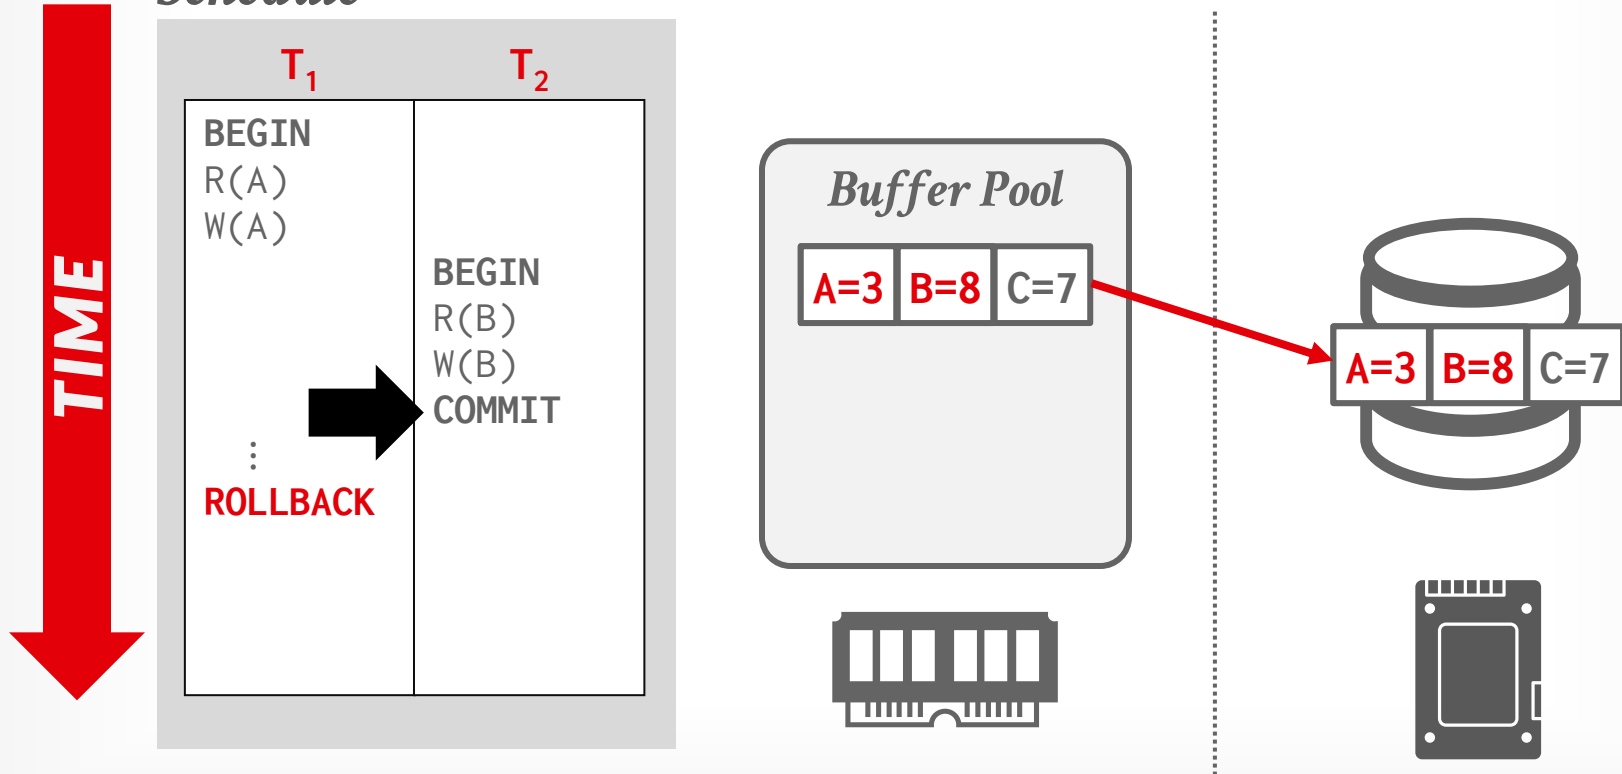 TIME
T1 T2
BEGIN
R(A)
W(A)
BEGIN
R(B)
W(B)
COMMIT
⋮
ROLLBACK
Buffer Pool
A=3 B=8 C=7
A=3 B=8 C=7